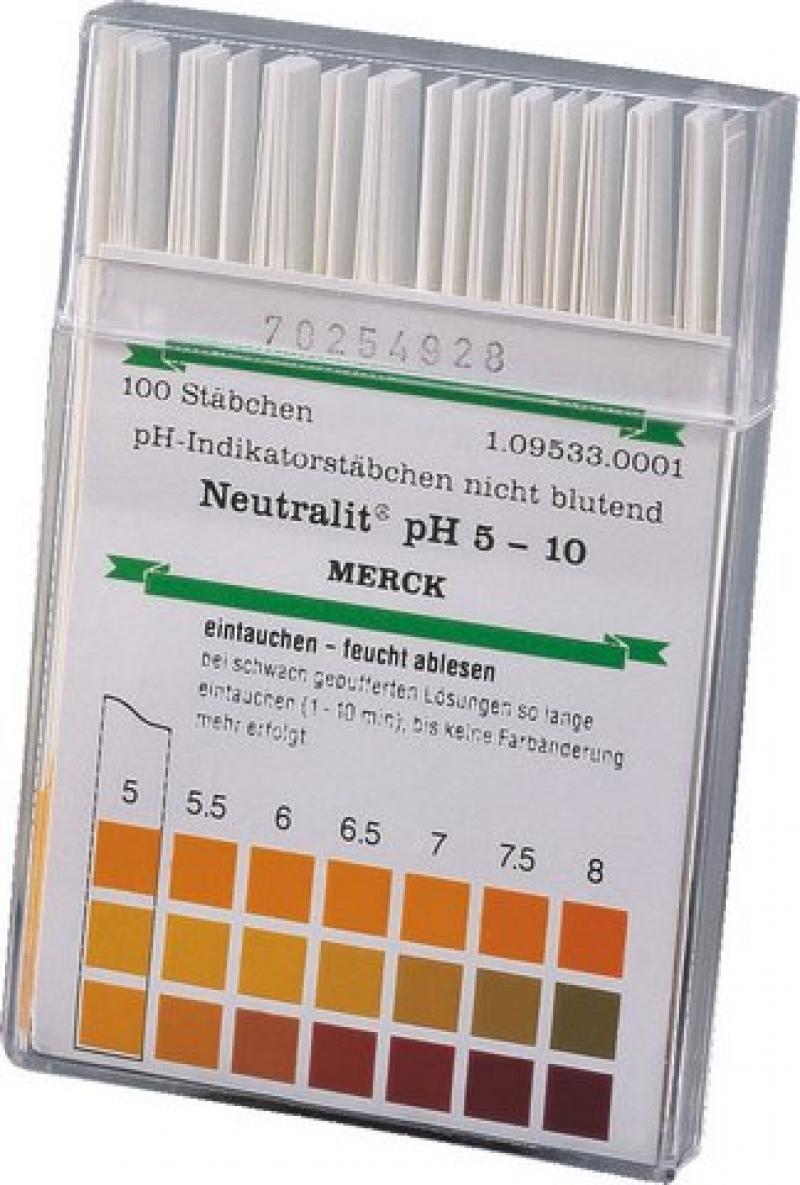 70254928
100 Stäbchen
1.09533.0001
pH-Indikatorstäbchen nicht blutend
Neutralit® pH 5 – 10
MERCK
eintauchen – feucht ablesen
bei schwach gepufferten Lösungen so lange
eintauchen (1 - 10 min), bis keine Farbänderung
mehr erfolgt
5 5.5 6 6.5 7 7.5 8